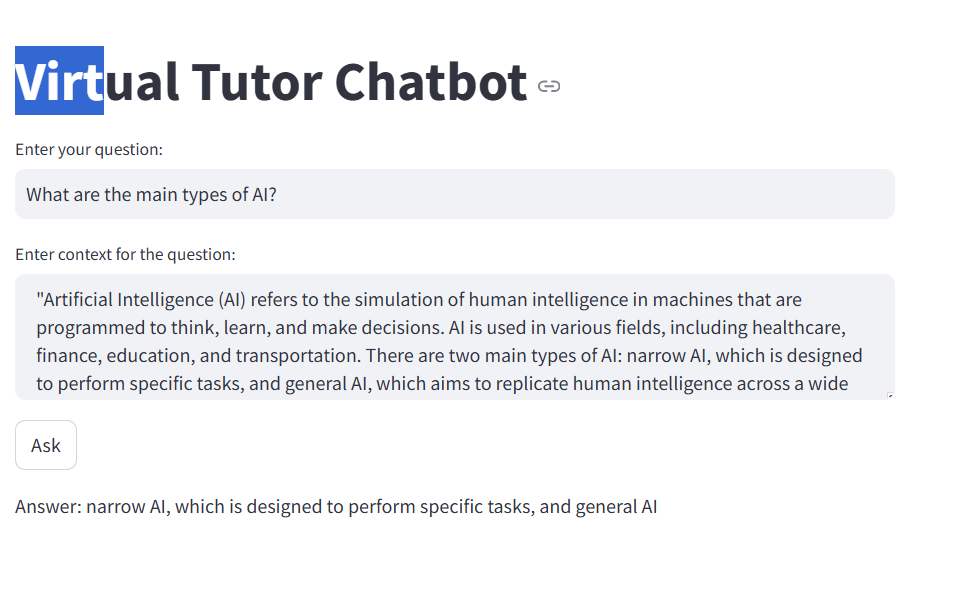 Virtual Tutor Chatbot
Enter your question:
What are the main types of AI?
Enter context for the question:
"Artificial Intelligence (AI) refers to the simulation of human intelligence in machines that are
programmed to think, learn, and make decisions. AI is used in various fields, including healthcare,
finance, education, and transportation. There are two main types of AI: narrow AI, which is designed
to perform specific tasks, and general AI, which aims to replicate human intelligence across a wide
Ask
Answer: narrow AI, which is designed to perform specific tasks, and general AI